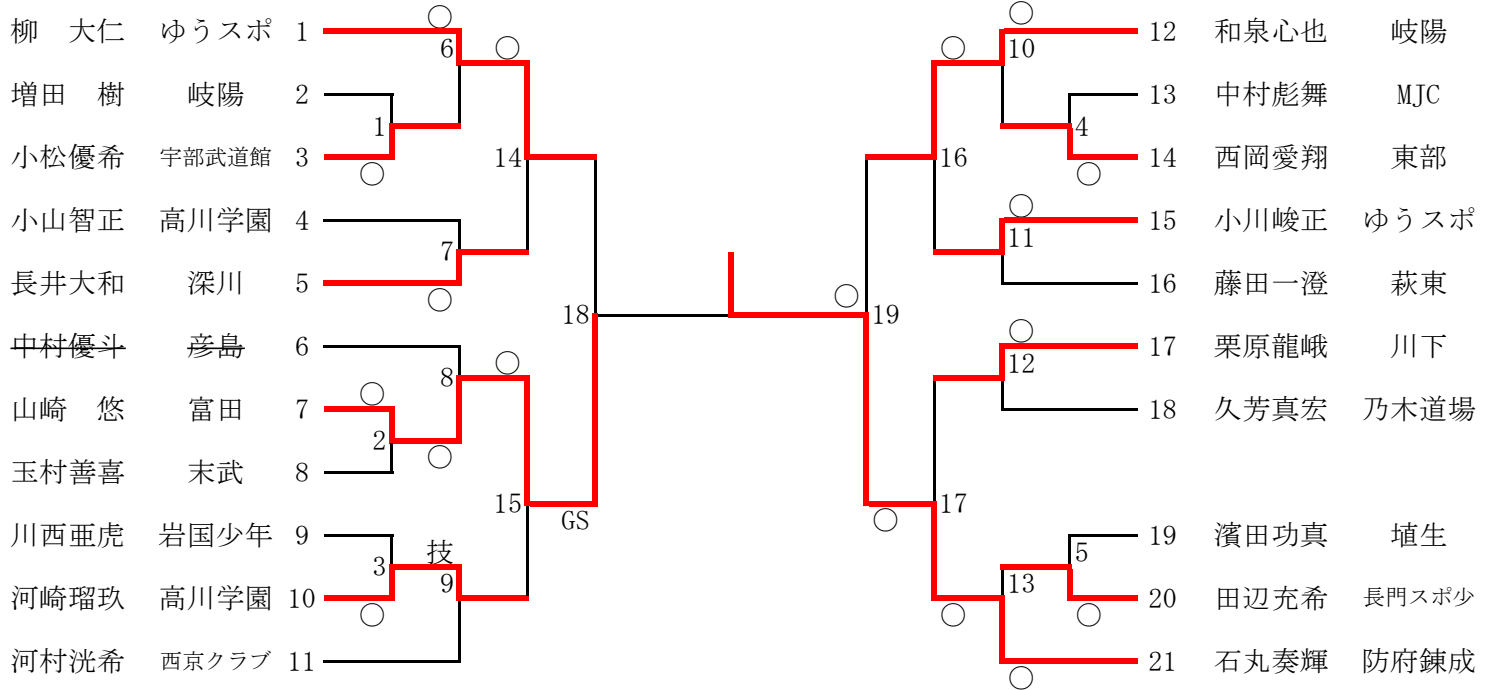 柳　大仁 ゆうスポ 1
増田　樹 岐陽 2
小松優希 宇部武道館 3
小山智正 高川学園 4
長井大和 深川 5
中村優斗 彦島 6
山崎　悠 富田 7
玉村善喜 末武 8
川西亜虎 岩国少年 9
河崎瑠玖 高川学園 10
河村洸希 西京クラブ 11
○
6
○
1
○
14
7
○
18
○
8
○
2
○
15
GS
技
3
9
○
○
19
○
10
○
4
○
16
○
11
○
12
17
○
5
13
○
○
○
12 和泉心也 岐陽
13 中村彪舞 MJC
14 西岡愛翔 東部
15 小川峻正 ゆうスポ
16 藤田一澄 萩東
17 栗原龍峨 川下
18 久芳真宏 乃木道場
19 濱田功真 埴生
20 田辺充希 長門スポ少
21 石丸奏輝 防府錬成